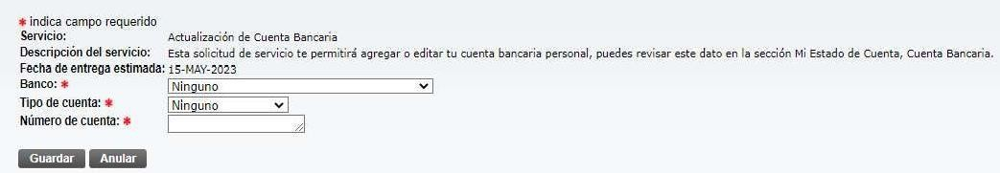 * indica campo requerido
Servicio: Actualización de Cuenta Bancaria
Descripción del servicio: Esta solicitud de servicio te permitirá agregar o editar tu cuenta bancaria personal, puedes revisar este dato en la sección Mi Estado de Cuenta, Cuenta Bancaria.
Fecha de entrega estimada: 15-MAY-2023
Banco: * Ninguno
Tipo de cuenta: * Ninguno
Número de cuenta: *
Guardar Anular